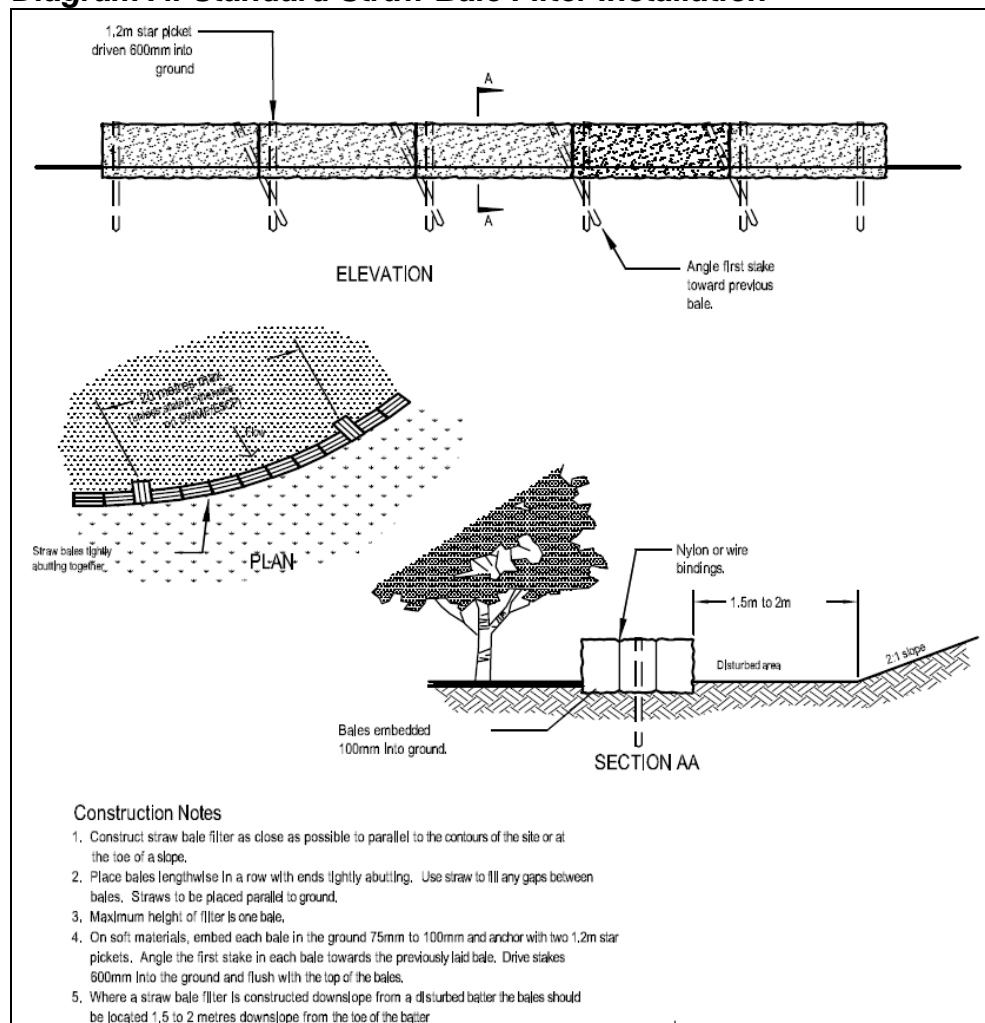 1,2m star picket
driven 600mm into
ground
A
A
ELEVATION
Angle first stake
toward previous
bale.
20 metres max
Straw bales tightly
abutting together
PLAN
Nylon or wire
bindings.
1.5m to 2m
Disturbed area
2:1 slope
Bales embedded
100mm into ground.
SECTION AA
Construction Notes
1. Construct straw bale filter as close as possible to parallel to the contours of the site or at
the toe of a slope.
2. Place bales lengthwise in a row with ends tightly abutting. Use straw to fill any gaps between
bales. Straws to be placed parallel to ground.
3. Maximum height of filter is one bale.
4. On soft materials, embed each bale in the ground 75mm to 100mm and anchor with two 1.2m star
pickets. Angle the first stake in each bale towards the previously laid bale. Drive stakes
600mm into the ground and flush with the top of the bales.
5. Where a straw bale filter is constructed downslope from a disturbed batter the bales should
be located 1,5 to 2 metres downslope from the toe of the batter